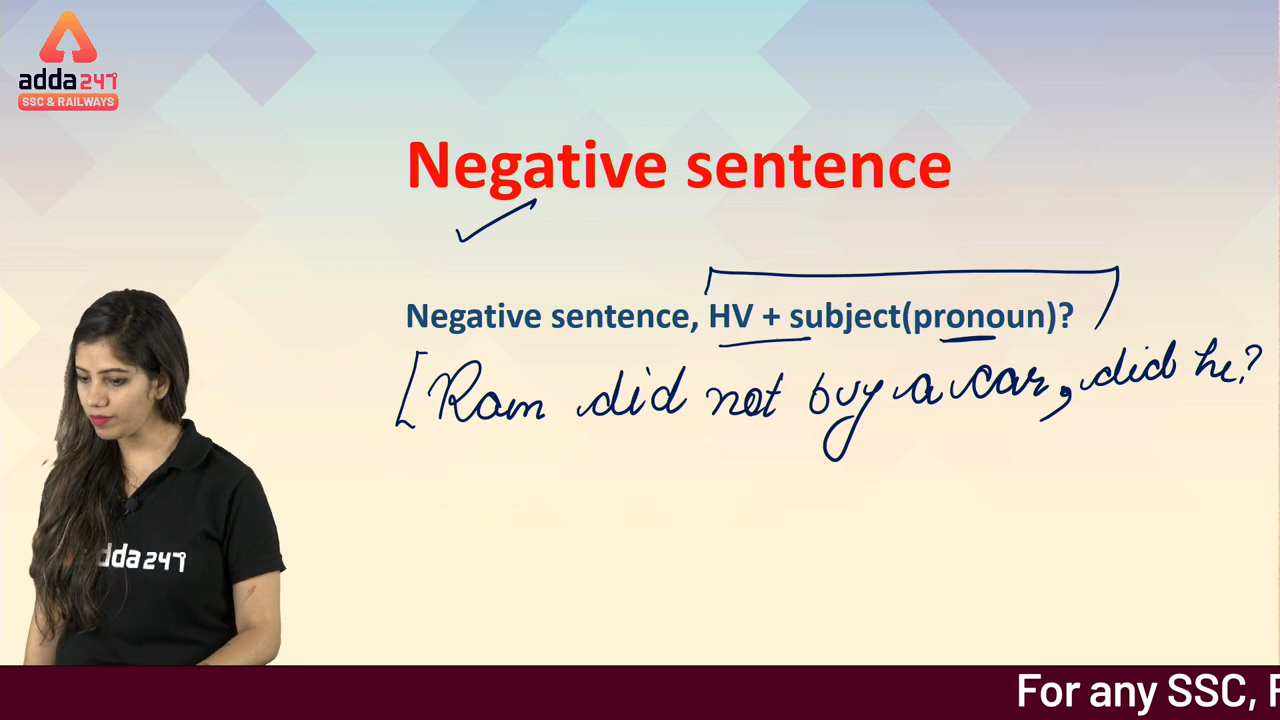 adda247
SSC & RAILWAYS
Negative sentence
Negative sentence, HV + subject(pronoun)?
Ram did not buy a car, did he?
dda247
For any SSC,